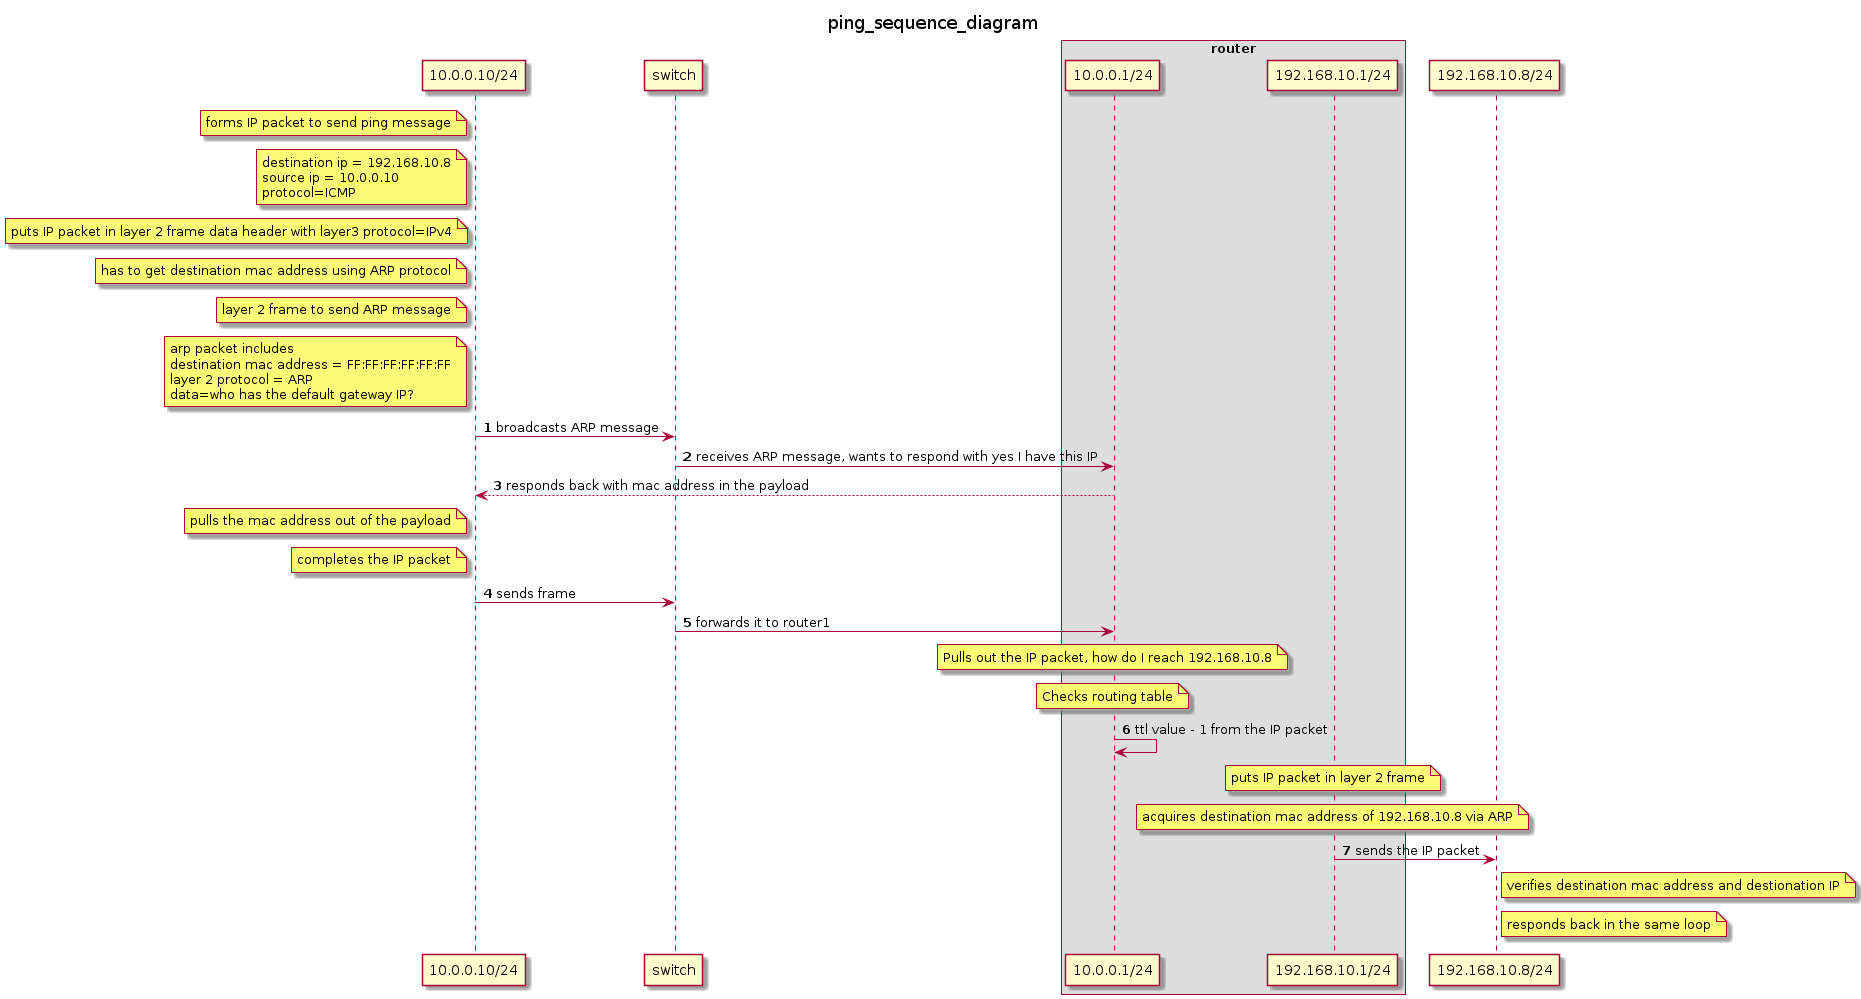 ping_sequence_diagram
router
10.0.0.10/24
switch
10.0.0.1/24
192.168.10.1/24
192.168.10.8/24
forms IP packet to send ping message
destination ip = 192.168.10.8
source ip = 10.0.0.10
protocol=ICMP
puts IP packet in layer 2 frame data header with layer3 protocol=IPv4
has to get destination mac address using ARP protocol
layer 2 frame to send ARP message
arp packet includes
destination mac address = FF:FF:FF:FF:FF:FF
layer 2 protocol = ARP
data=who has the default gateway IP?
1 broadcasts ARP message
2 receives ARP message, wants to respond with yes I have this IP
3 responds back with mac address in the payload
pulls the mac address out of the payload
completes the IP packet
4 sends frame
5 forwards it to router1
Pulls out the IP packet, how do I reach 192.168.10.8
Checks routing table
6 ttl value - 1 from the IP packet
puts IP packet in layer 2 frame
acquires destination mac address of 192.168.10.8 via ARP
7 sends the IP packet
verifies destination mac address and destionation IP
responds back in the same loop
10.0.0.10/24
switch
10.0.0.1/24
192.168.10.1/24
192.168.10.8/24